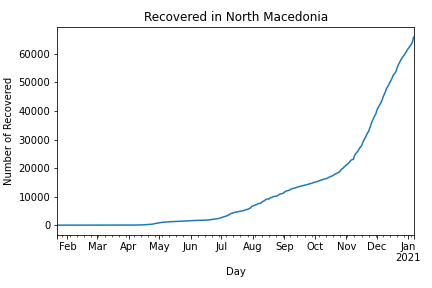 Recovered in North Macedonia
60000
50000
40000
30000
20000
10000
0
Number of Recovered
Feb Mar Apr May Jun Jul Aug Sep Oct Nov Dec Jan
2021
Day